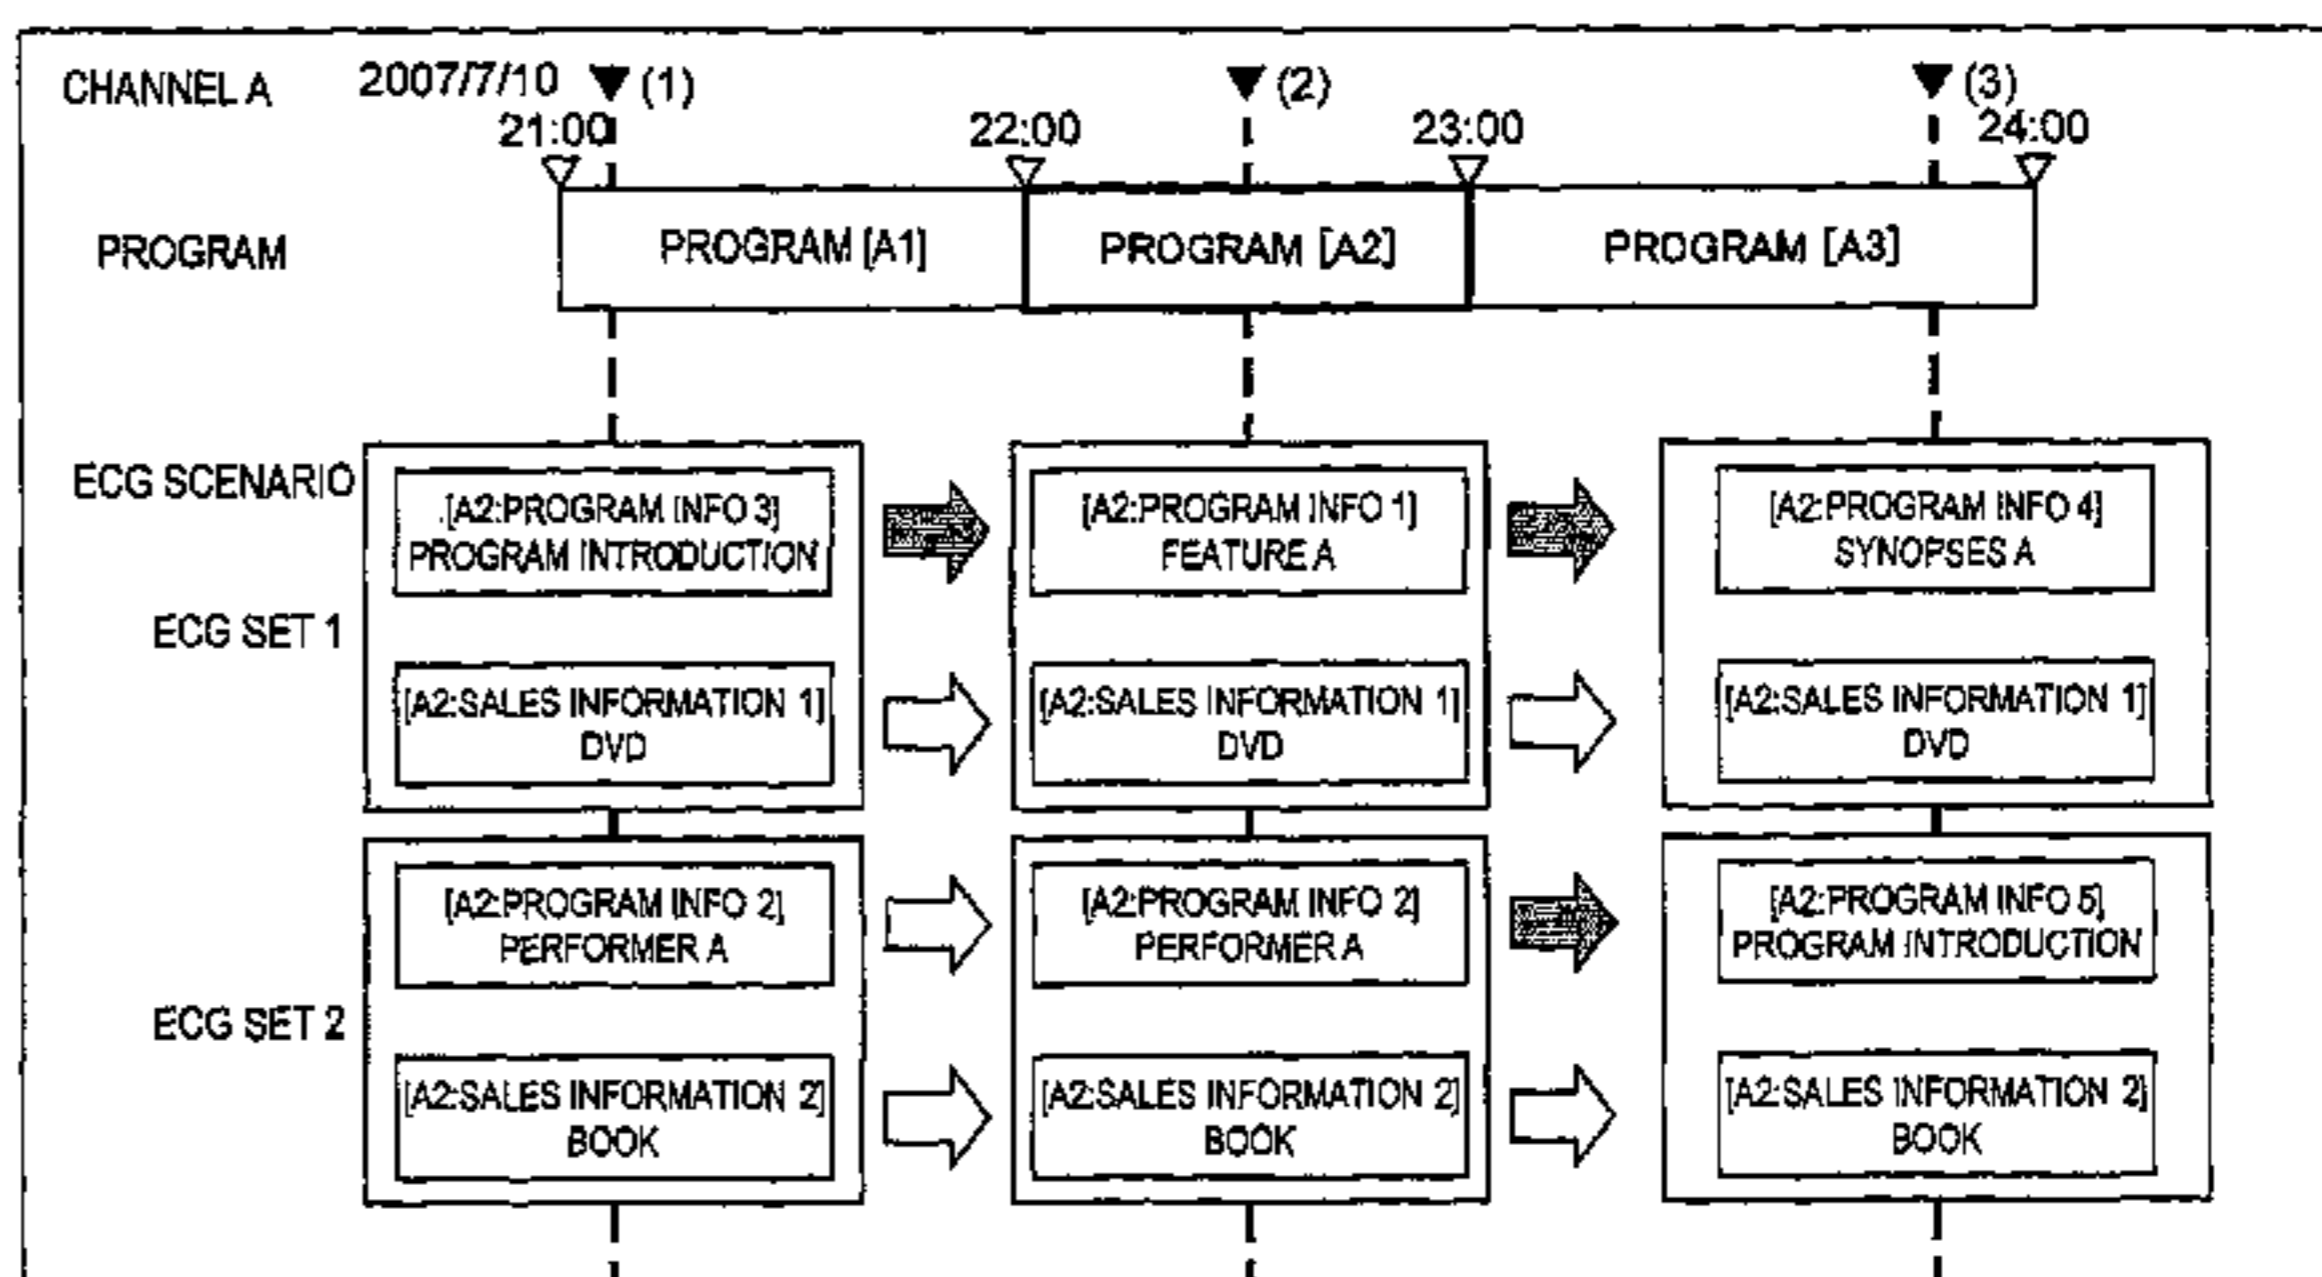 CHANNEL A 2007/7/10 (1) (2) (3)
21:00 22:00 23:00 24:00
PROGRAM PROGRAM [A1] PROGRAM [A2] PROGRAM [A3]
ECG SCENARIO
[A2:PROGRAM INFO 3]
PROGRAM INTRODUCTION
[A2:PROGRAM INFO 1]
FEATURE A
[A2:PROGRAM INFO 4]
SYNOPSES A
ECG SET 1
[A2:SALES INFORMATION 1]
DVD
[A2:SALES INFORMATION 1]
DVD
[A2:SALES INFORMATION 1]
DVD
[A2:PROGRAM INFO 2]
PERFORMER A
[A2:PROGRAM INFO 2]
PERFORMER A
[A2:PROGRAM INFO 5]
PROGRAM INTRODUCTION
ECG SET 2
[A2:SALES INFORMATION 2]
BOOK
[A2:SALES INFORMATION 2]
BOOK
[A2:SALES INFORMATION 2]
BOOK